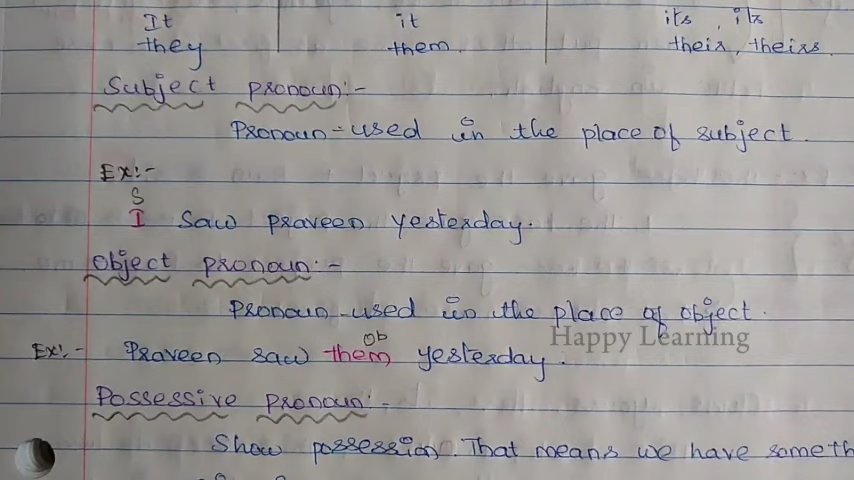 It it its, its
they them. their, theirs.
Subject pronoun:-
Pronoun-used in the place of subject.
Ex:-
S
I saw praveen yesterday.
Object pronoun:-
Pronoun-used in the place of object.
Happy Learning
Ob
Ex:- Praveen saw them yesterday.
Possessive pronoun:-
Show possession. That means we have someth